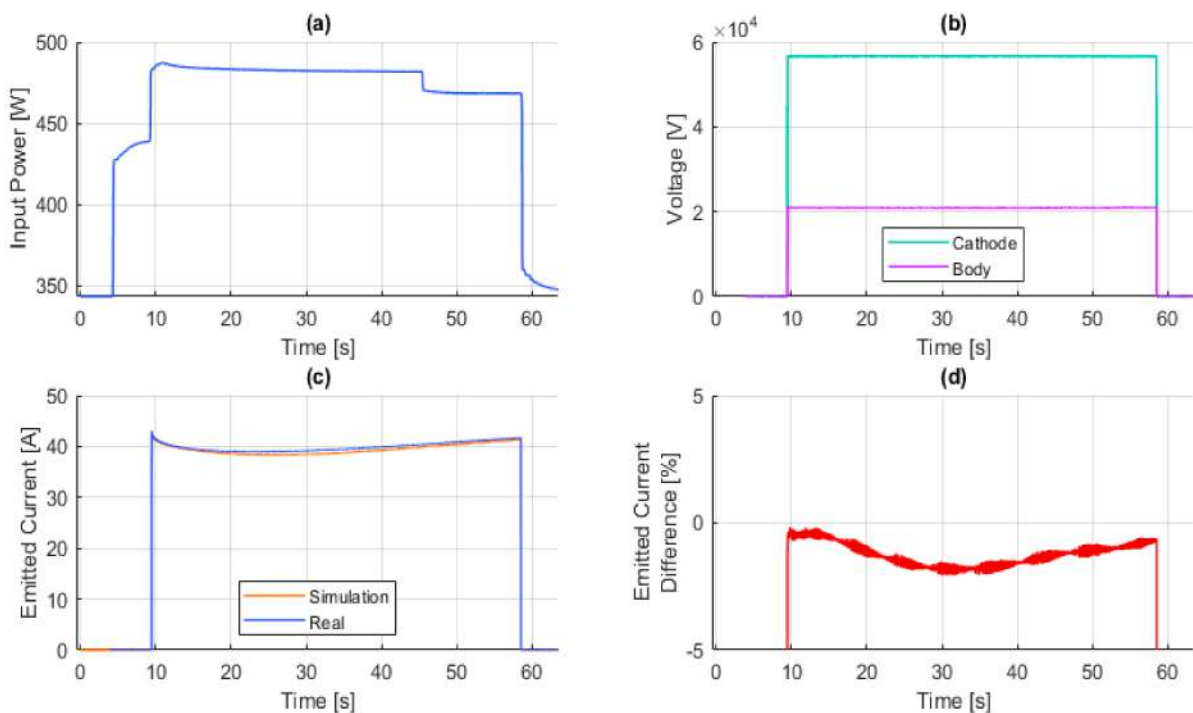 (a)
500
450
400
350
Input Power [W]
0 10 20 30 40 50 60
Time [s]
(b)
×10⁴
6
4
2
0
Voltage [V]
Cathode
Body
0 10 20 30 40 50 60
Time [s]
(c)
50
40
30
20
10
0
Emitted Current [A]
Simulation
Real
0 10 20 30 40 50 60
Time [s]
(d)
5
0
-5
Emitted Current
Difference [%]
0 10 20 30 40 50 60
Time [s]